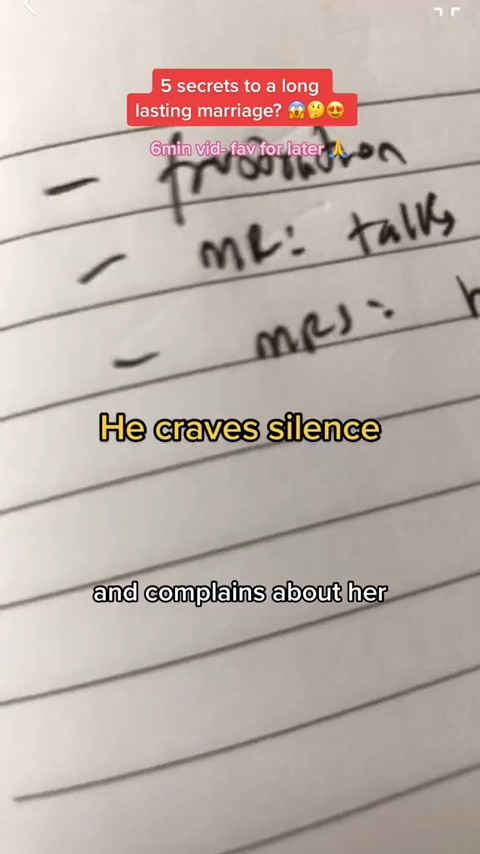 5 secrets to a long
lasting marriage? 😱🤔😍
6min vid- fav for later 🙏
- frustration
- MR: talks
- MRS:
He craves silence
and complains about her